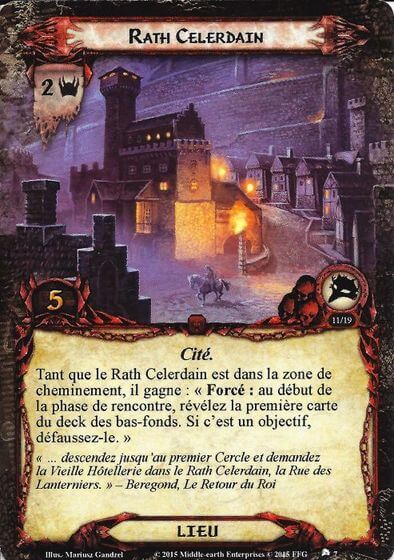 Rath Celerdain
2
5
11/19
Cité.
Tant que le Rath Celerdain est dans la zone de
cheminement, il gagne : « Forcé : au début de
la phase de rencontre, révélez la première carte
du deck des bas-fonds. Si c'est un objectif,
défaussez-le. »
« ... descendez jusqu'au premier Cercle et demandez
la Vieille Hôtellerie dans le Rath Celerdain, la Rue des
Lanterniers. » – Beregond, Le Retour du Roi
LIEU
Illus. Mariusz Gandzel
© 2015 Middle-earth Enterprises © 2015 FFG